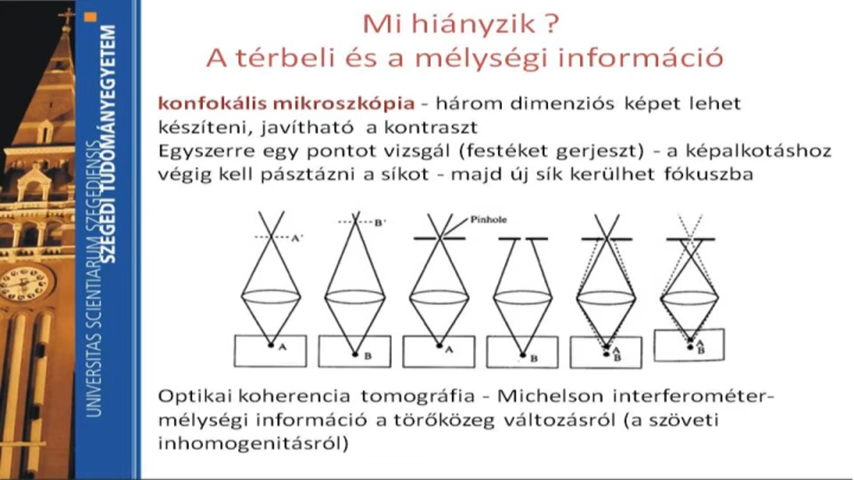 Mi hiányzik ?
A térbeli és a mélységi információ
konfokális mikroszkópia - három dimenziós képet lehet
készíteni, javítható a kontraszt
Egyszerre egy pontot vizsgál (festéket gerjeszt) - a képalkotáshoz
végig kell pásztázni a síkot - majd új sík kerülhet fókuszba
A'
B'
Pinhole
A
B
A
B
A
B
A
B
Optikai koherencia tomográfia - Michelson interferométer-
mélységi információ a törőközeg változásról (a szöveti
inhomogenitásról)
UNIVERSITAS SCIENTIARUM SZEGEDIENSIS
SZEGEDI TUDOMÁNYEGYETEM